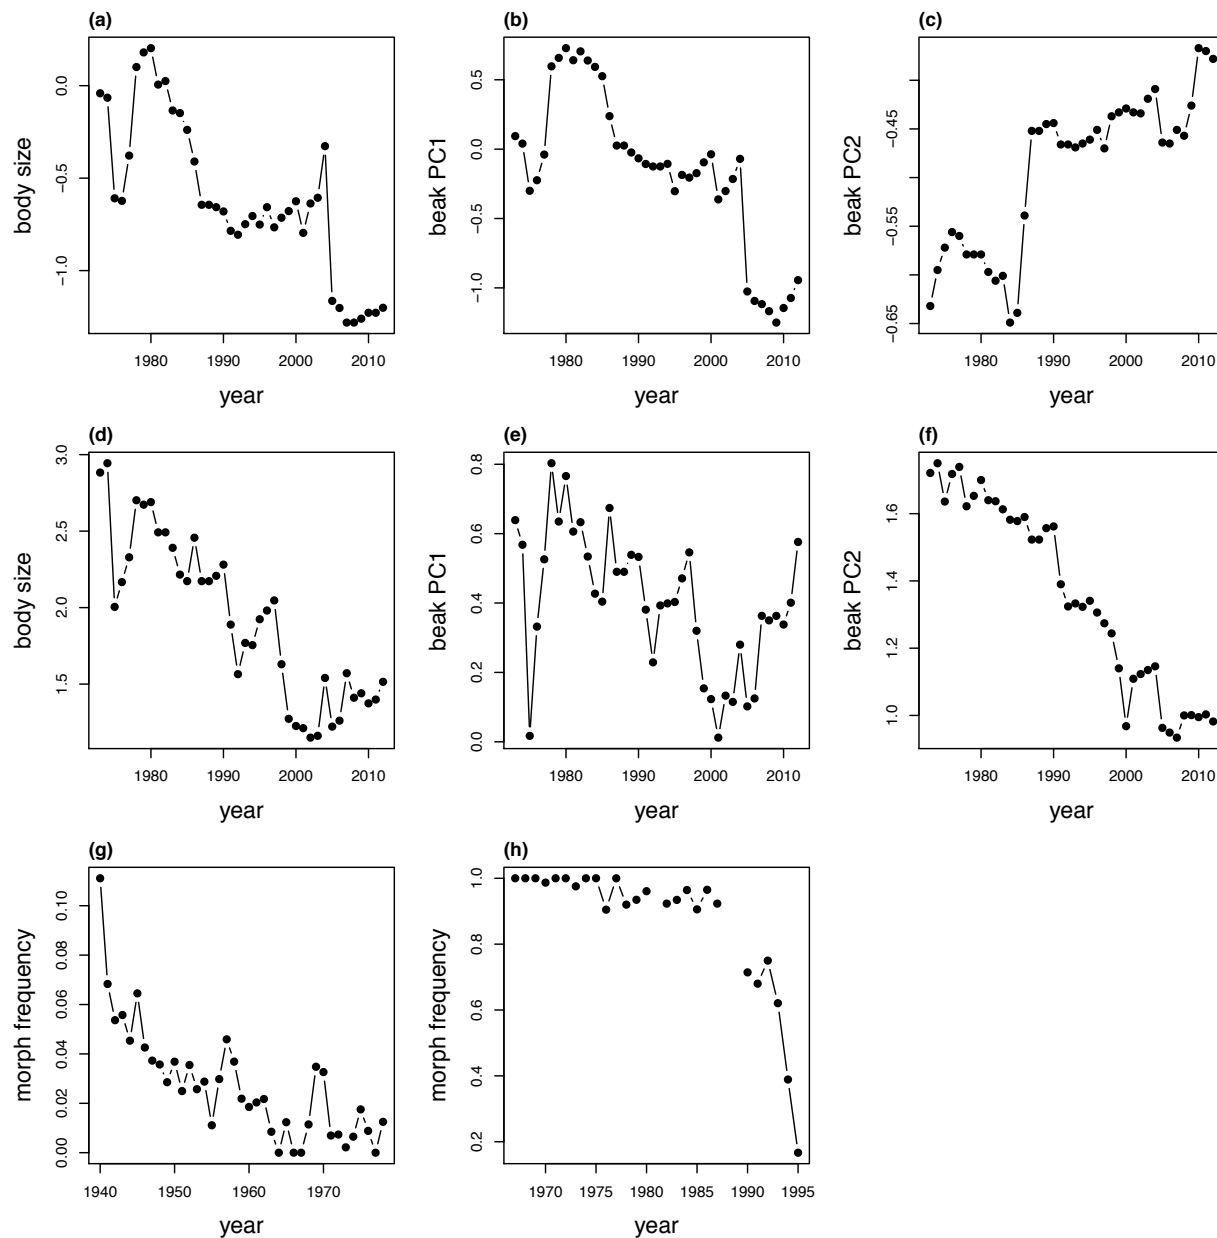 (a)
body size
0.0
−0.5
−1.0
1980 1990 2000 2010
year
(b)
beak PC1
0.5
0.0
−0.5
−1.0
1980 1990 2000 2010
year
(c)
beak PC2
−0.45
−0.55
−0.65
1980 1990 2000 2010
year
(d)
body size
3.0
2.5
2.0
1.5
1980 1990 2000 2010
year
(e)
beak PC1
0.8
0.6
0.4
0.2
0.0
1980 1990 2000 2010
year
(f)
beak PC2
1.6
1.4
1.2
1.0
1980 1990 2000 2010
year
(g)
morph frequency
0.10
0.08
0.06
0.04
0.02
0.00
1940 1950 1960 1970
year
(h)
morph frequency
1.0
0.8
0.6
0.4
0.2
1970 1975 1980 1985 1990 1995
year